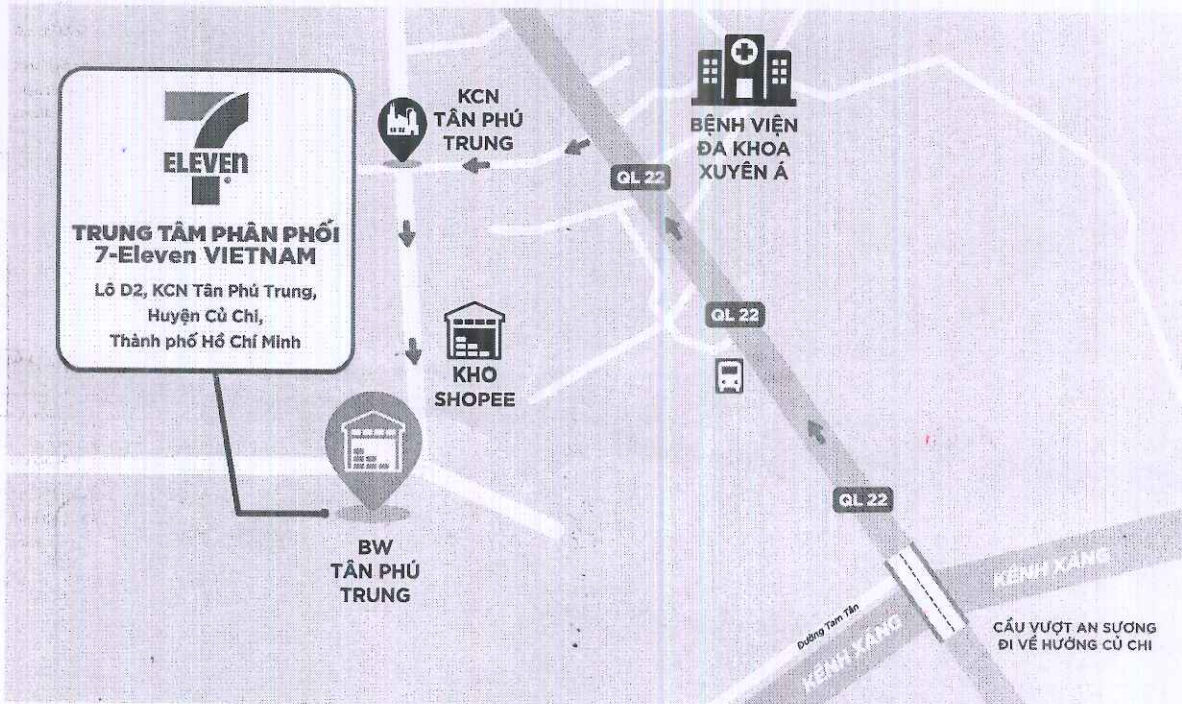 7
ELEVEn
®
TRUNG TÂM PHÂN PHỐI
7-Eleven VIETNAM
Lô D2, KCN Tân Phú Trung,
Huyện Củ Chi,
Thành phố Hồ Chí Minh
KCN
TÂN PHÚ
TRUNG
BỆNH VIỆN
ĐA KHOA
XUYÊN Á
QL 22
QL 22
KHO
SHOPEE
QL 22
BW
TÂN PHÚ
TRUNG
KÊNH XÁNG
Đường Tam Tân
KÊNH XÁNG
CẦU VƯỢT AN SƯƠNG
ĐI VỀ HƯỚNG CỦ CHI